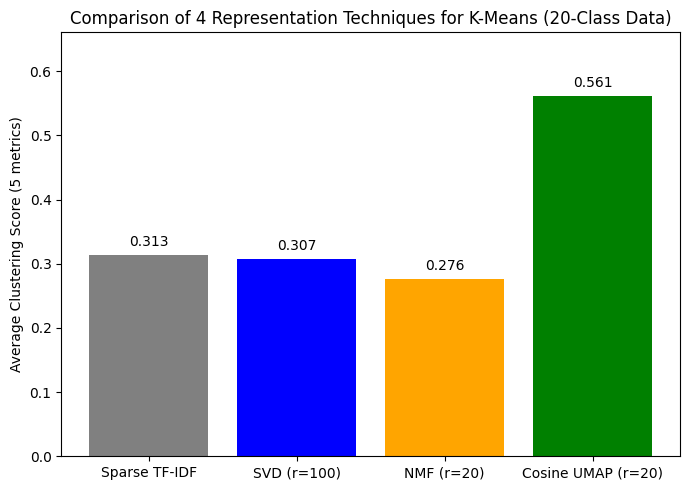 Comparison of 4 Representation Techniques for K-Means (20-Class Data)
Average Clustering Score (5 metrics)
0.6
0.5
0.4
0.3
0.2
0.1
0.0
0.313
0.307
0.276
0.561
Sparse TF-IDF
SVD (r=100)
NMF (r=20)
Cosine UMAP (r=20)